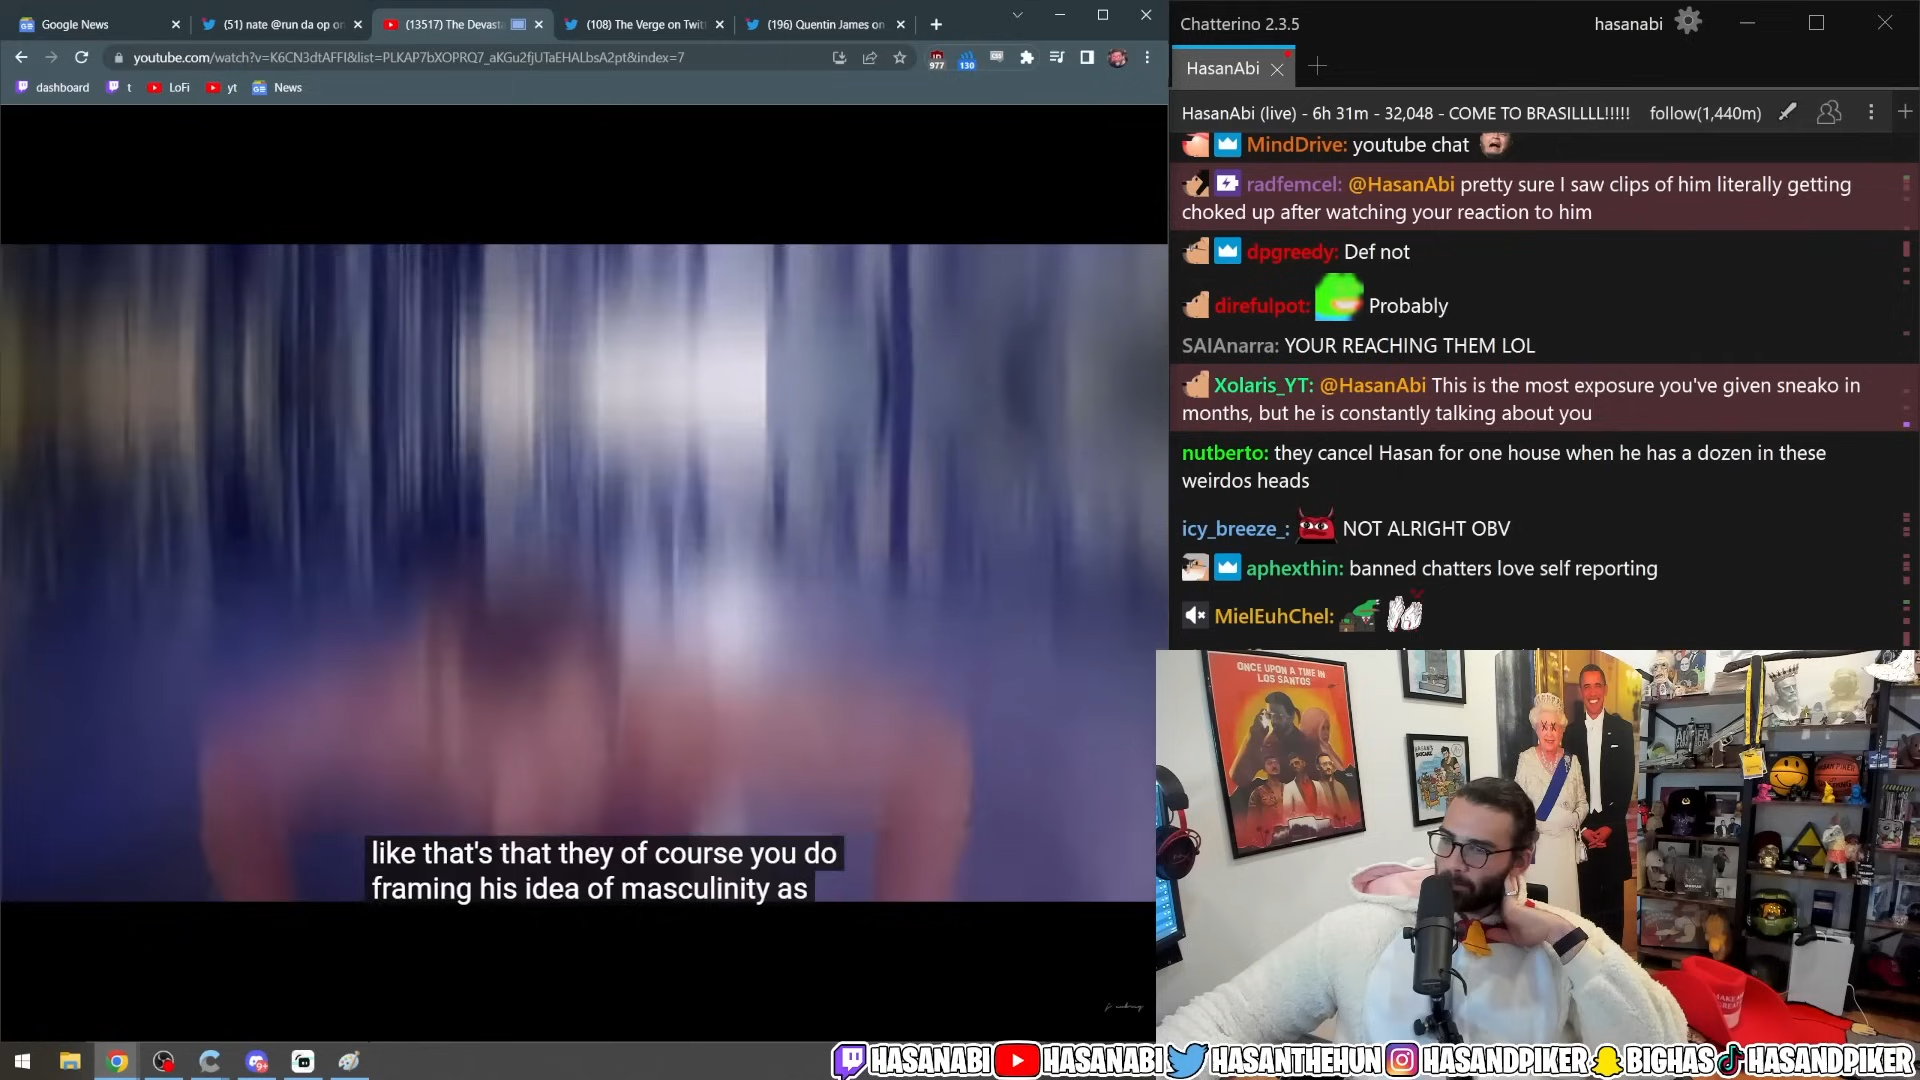 Google News
(51) nate @run da op on
(13517) The Devasta
(108) The Verge on Twitt
(196) Quentin James on
youtube.com/watch?v=K6CN3dtAFFI&list=PLKAP7bXOPRQ7_aKGu2fjUTaEHALbsA2pt&index=7
977
130
dashboard
t
LoFi
yt
News
like that's that they of course you do
framing his idea of masculinity as
Chatterino 2.3.5
hasanabi
HasanAbi
HasanAbi (live) - 6h 31m - 32,048 - COME TO BRASILLLL!!!!!
follow(1,440m)
MindDrive: youtube chat
radfemcel: @HasanAbi pretty sure I saw clips of him literally getting
choked up after watching your reaction to him
dpgreedy: Def not
direfulpot: Probably
SAIAnarra: YOUR REACHING THEM LOL
Xolaris_YT: @HasanAbi This is the most exposure you've given sneako in
months, but he is constantly talking about you
nutberto: they cancel Hasan for one house when he has a dozen in these
weirdos heads
icy_breeze_: NOT ALRIGHT OBV
aphexthin: banned chatters love self reporting
MielEuhChel:
ONCE UPON A TIME IN
LOS SANTOS
HASANABI
HASANABI
HASANTHEHUN
HASANDPIKER
BIGHAS
HASANDPIKER